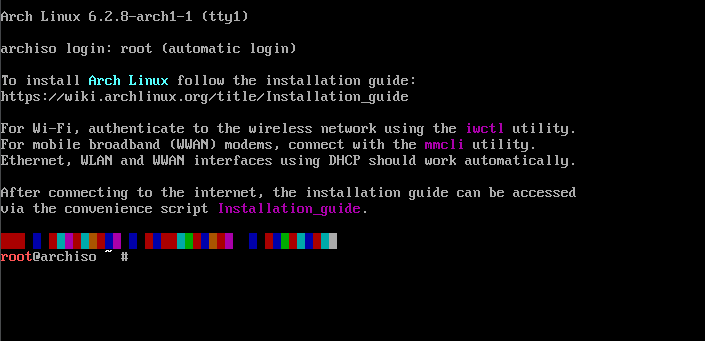 Arch Linux 6.2.8-arch1-1 (tty1)
archiso login: root (automatic login)
To install Arch Linux follow the installation guide:
https://wiki.archlinux.org/title/Installation_guide
For Wi-Fi, authenticate to the wireless network using the iwctl utility.
For mobile broadband (WWAN) modems, connect with the mmcli utility.
Ethernet, WLAN and WWAN interfaces using DHCP should work automatically.
After connecting to the internet, the installation guide can be accessed
via the convenience script Installation_guide.
root@archiso ~ #